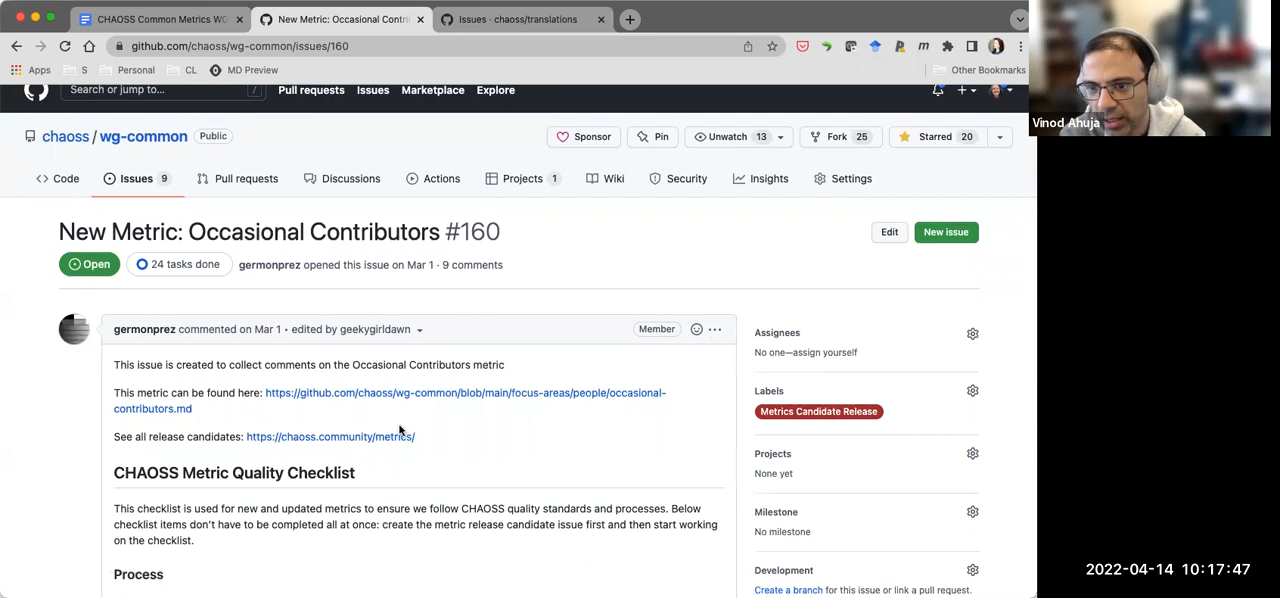 CHAOSS Common Metrics WG
New Metric: Occasional Contri
Issues · chaoss/translations
github.com/chaoss/wg-common/issues/160
Apps
S
Personal
CL
MD Preview
Other Bookmarks
Search or jump to...
/
Pull requests
Issues
Marketplace
Explore
Vinod Ahuja
chaoss / wg-common
Public
Sponsor
Pin
Unwatch 13
Fork 25
Starred 20
Code
Issues 9
Pull requests
Discussions
Actions
Projects 1
Wiki
Security
Insights
Settings
New Metric: Occasional Contributors #160
Edit
New issue
Open
24 tasks done
germonprez opened this issue on Mar 1 · 9 comments
germonprez commented on Mar 1 • edited by geekygirldawn
Member
This issue is created to collect comments on the Occasional Contributors metric
This metric can be found here: https://github.com/chaoss/wg-common/blob/main/focus-areas/people/occasional-
contributors.md
See all release candidates: https://chaoss.community/metrics/
CHAOSS Metric Quality Checklist
This checklist is used for new and updated metrics to ensure we follow CHAOSS quality standards and processes. Below
checklist items don't have to be completed all at once: create the metric release candidate issue first and then start working
on the checklist.
Process
Assignees
No one—assign yourself
Labels
Metrics Candidate Release
Projects
None yet
Milestone
No milestone
Development
Create a branch for this issue or link a pull request.
2022-04-14 10:17:47